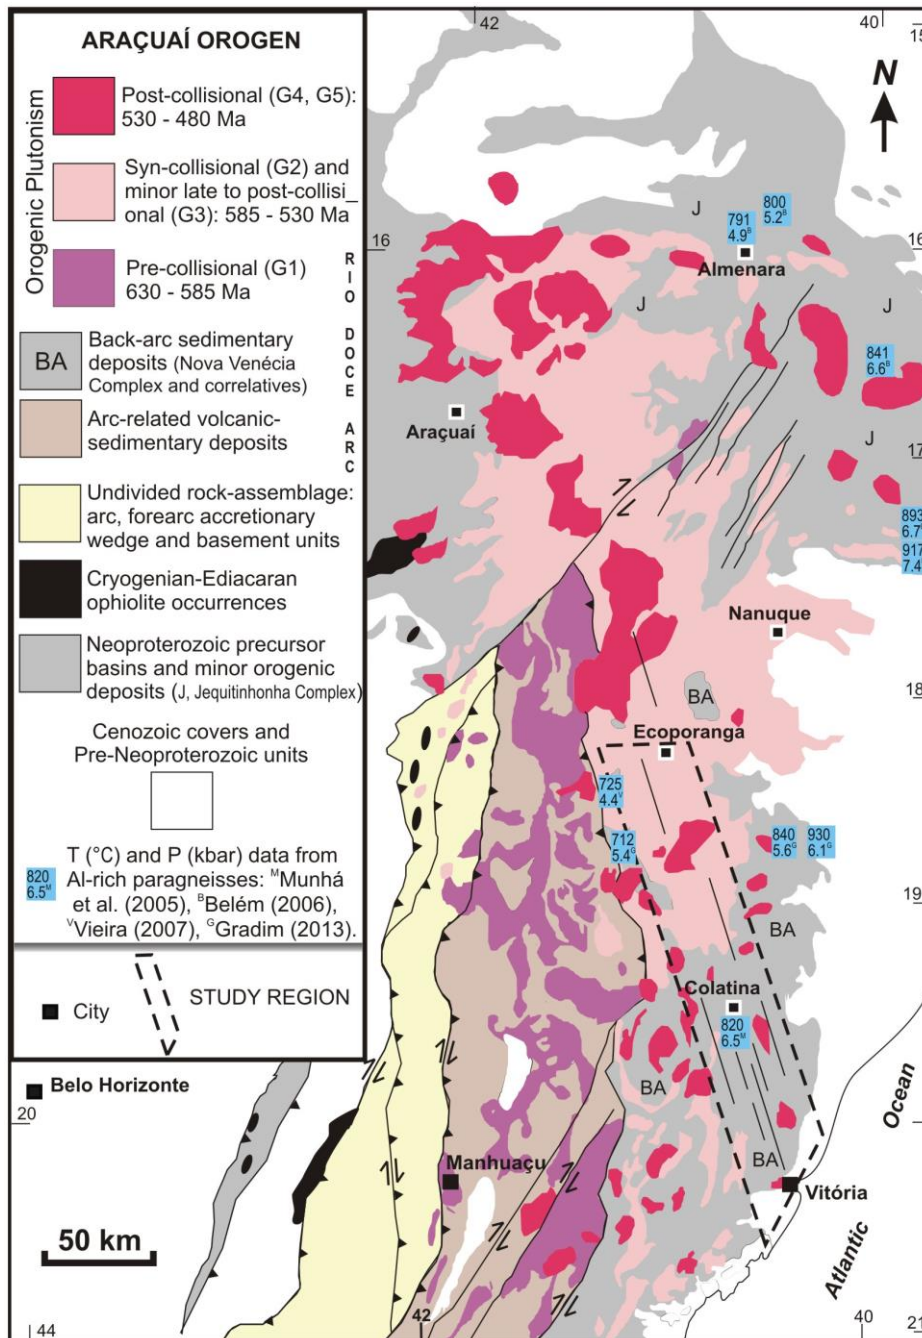 ARAÇUAÍ OROGEN
Orogenic Plutonism
Post-collisional (G4, G5):
530 - 480 Ma
Syn-collisional (G2) and
minor late to post-collisi_
onal (G3): 585 - 530 Ma
Pre-collisional (G1)
630 - 585 Ma
RIO DOCE ARC
BA
Back-arc sedimentary
deposits (Nova Venécia
Complex and correlatives)
Arc-related volcanic-
sedimentary deposits
Undivided rock-assemblage:
arc, forearc accretionary
wedge and basement units
Cryogenian-Ediacaran
ophiolite occurrences
Neoproterozoic precursor
basins and minor orogenic
deposits (J, Jequitinhonha Complex)
Cenozoic covers and
Pre-Neoproterozoic units
820
6.5ᴹ
T (°C) and P (kbar) data from
Al-rich paragneisses: ᴹMunhá
et al. (2005), ᴮBelém (2006),
ⱽVieira (2007), ᴳGradim (2013).
City
STUDY REGION
42
40
15
N
J
800
5.2ᴮ
791
4.9ᴮ
16
16
Almenara
J
J
841
6.6ᴮ
Araçuaí
J
17
893
6.7
917
7.4
Nanuque
BA
18
Ecoporanga
725
4.4ⱽ
712
5.4ᴳ
840
5.6ᴳ
930
6.1ᴳ
19
BA
Colatina
820
6.5ᴹ
Belo Horizonte
BA
20
Ocean
BA
Manhuaçu
Vitória
50 km
Atlantic
44
42
40
2